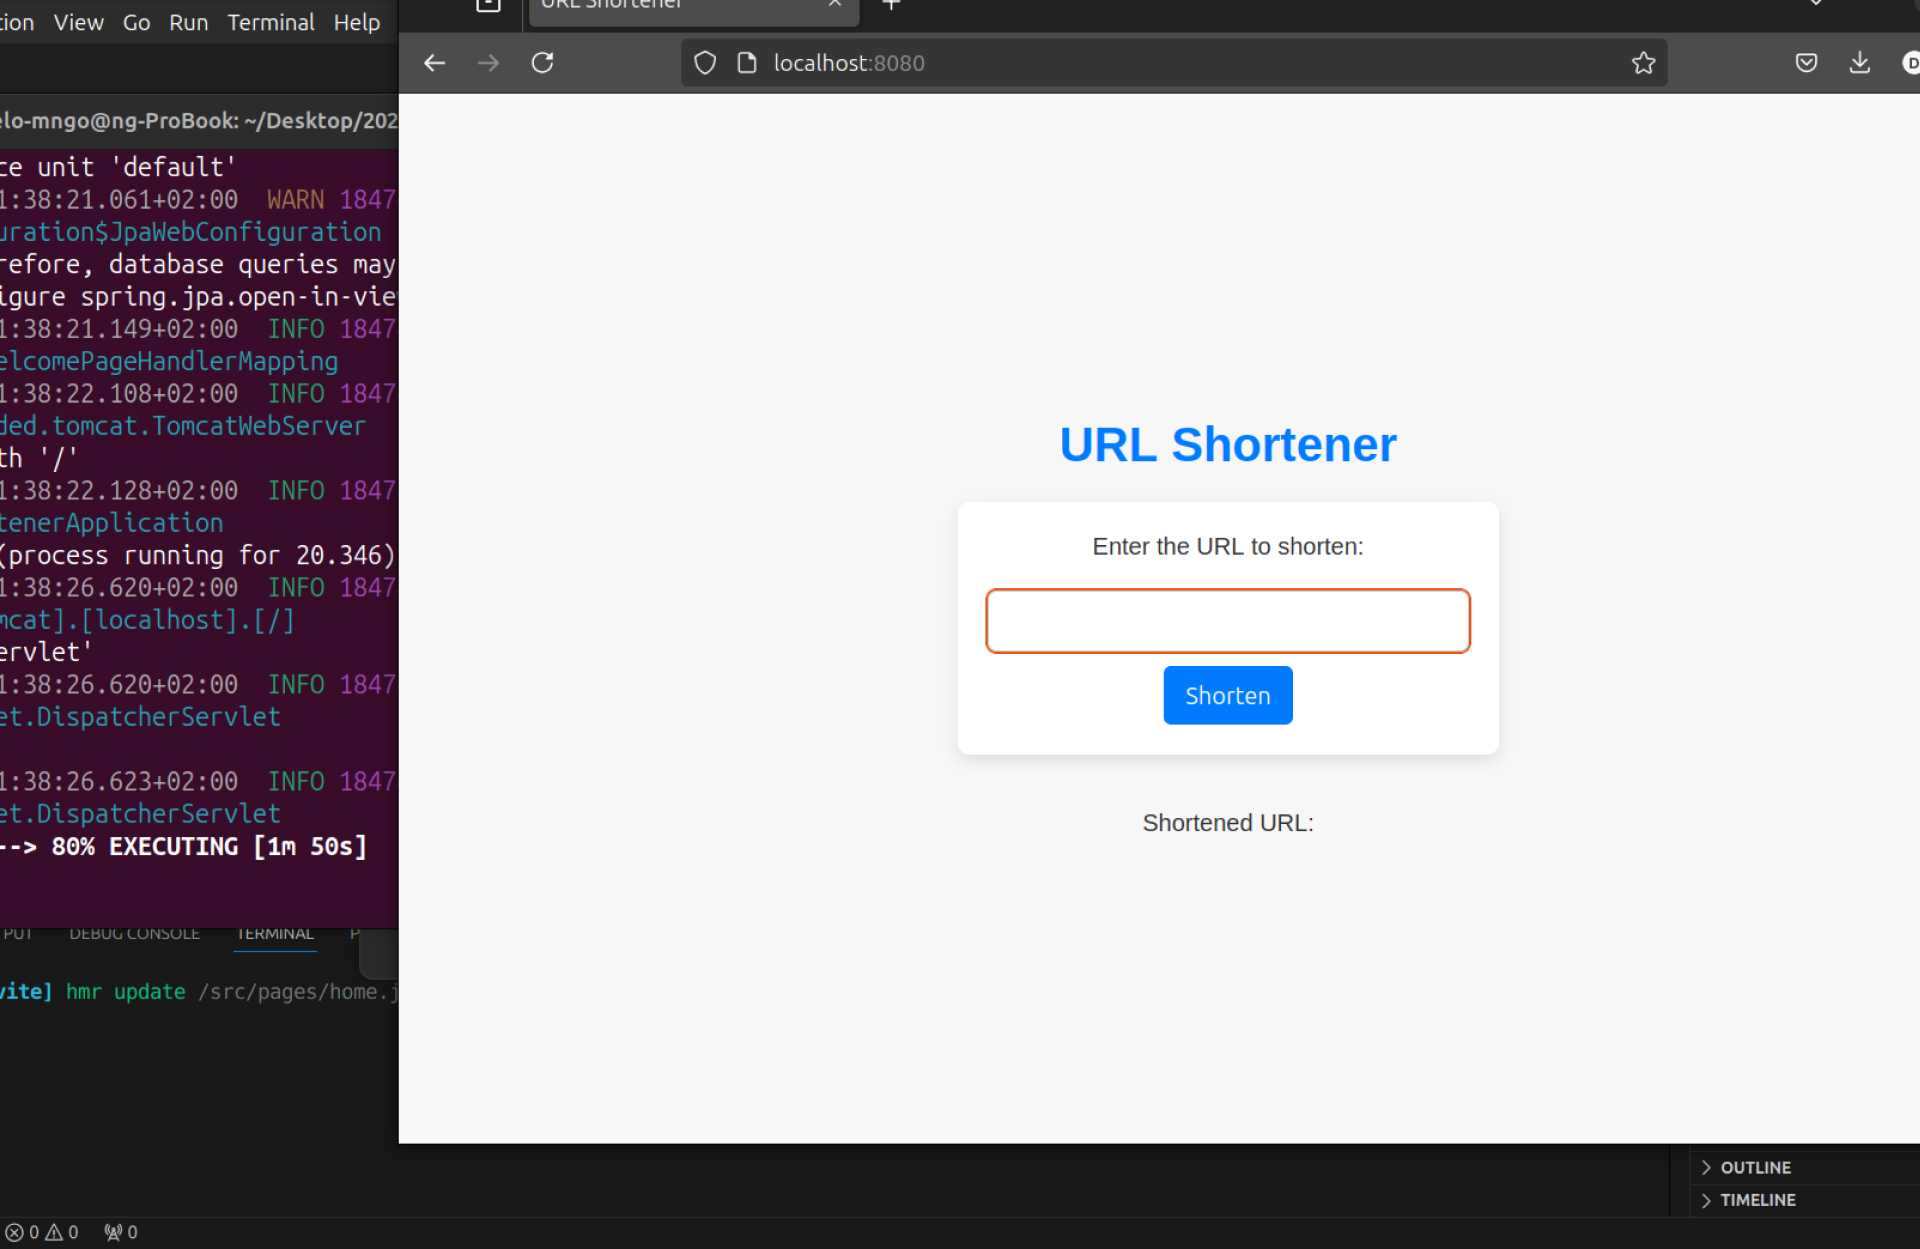 tion View Go Run Terminal Help
URL Shortener
localhost:8080
D
elo-mngo@ng-ProBook: ~/Desktop/202
ce unit 'default'
1:38:21.061+02:00 WARN 1847
uration$JpaWebConfiguration
refore, database queries may
igure spring.jpa.open-in-vie
1:38:21.149+02:00 INFO 1847
elcomePageHandlerMapping
1:38:22.108+02:00 INFO 1847
ded.tomcat.TomcatWebServer
th '/'
1:38:22.128+02:00 INFO 1847
tenerApplication
(process running for 20.346)
1:38:26.620+02:00 INFO 1847
mcat].[localhost].[/]
ervlet'
1:38:26.620+02:00 INFO 1847
et.DispatcherServlet
1:38:26.623+02:00 INFO 1847
et.DispatcherServlet
--> 80% EXECUTING [1m 50s]
PUT DEBUG CONSOLE TERMINAL P
vite] hmr update /src/pages/home.j
URL Shortener
Enter the URL to shorten:
Shorten
Shortened URL:
OUTLINE
TIMELINE
0 0 0